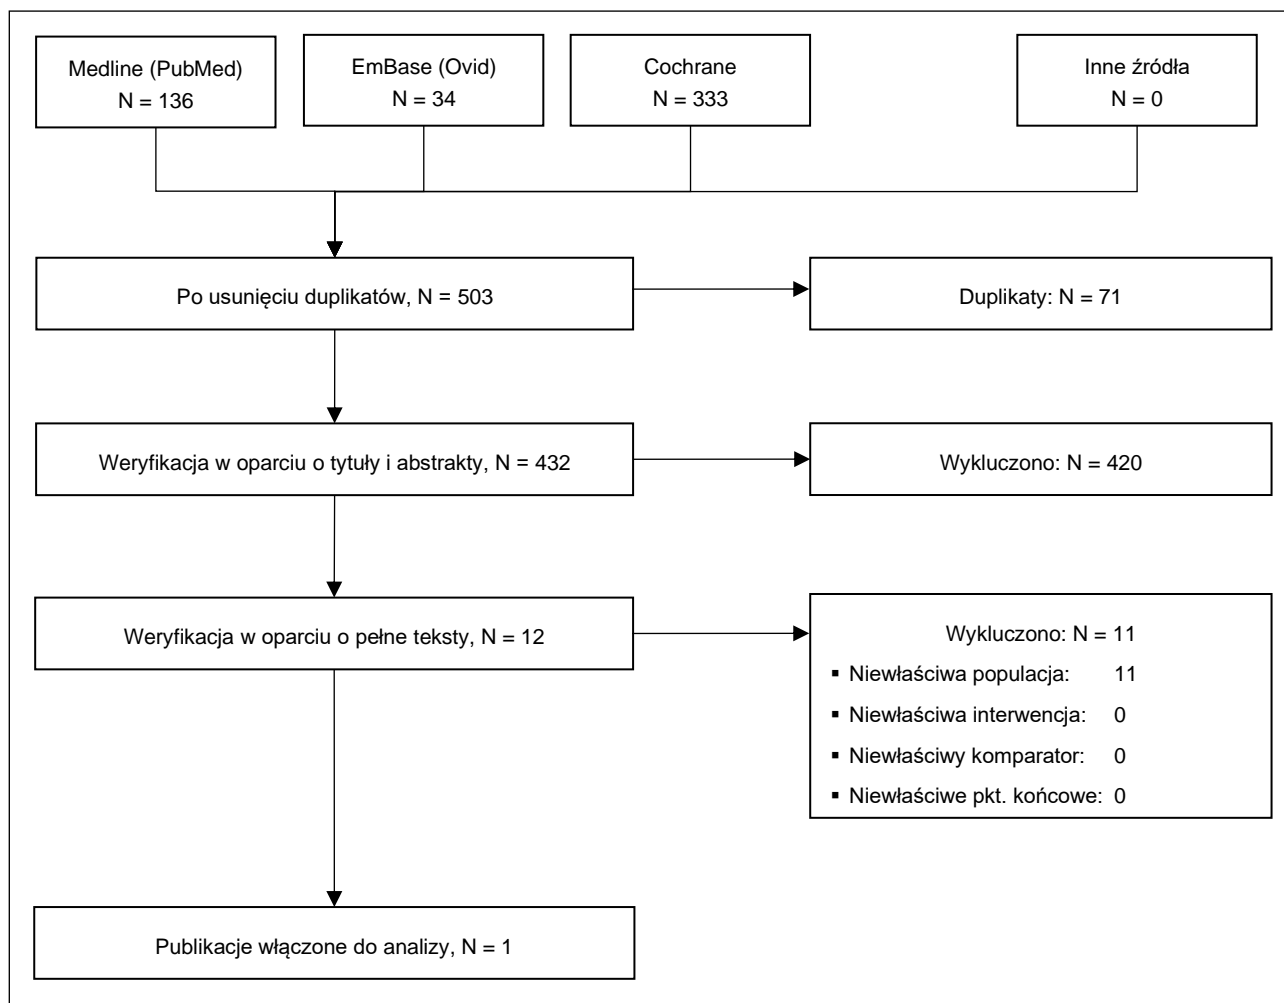 Medline (PubMed)
N = 136
EmBase (Ovid)
N = 34
Cochrane
N = 333
Inne źródła
N = 0
Po usunięciu duplikatów, N = 503
Duplikaty: N = 71
Weryfikacja w oparciu o tytuły i abstrakty, N = 432
Wykluczono: N = 420
Weryfikacja w oparciu o pełne teksty, N = 12
Wykluczono: N = 11
▪ Niewłaściwa populacja: 11
▪ Niewłaściwa interwencja: 0
▪ Niewłaściwy komparator: 0
▪ Niewłaściwe pkt. końcowe: 0
Publikacje włączone do analizy, N = 1